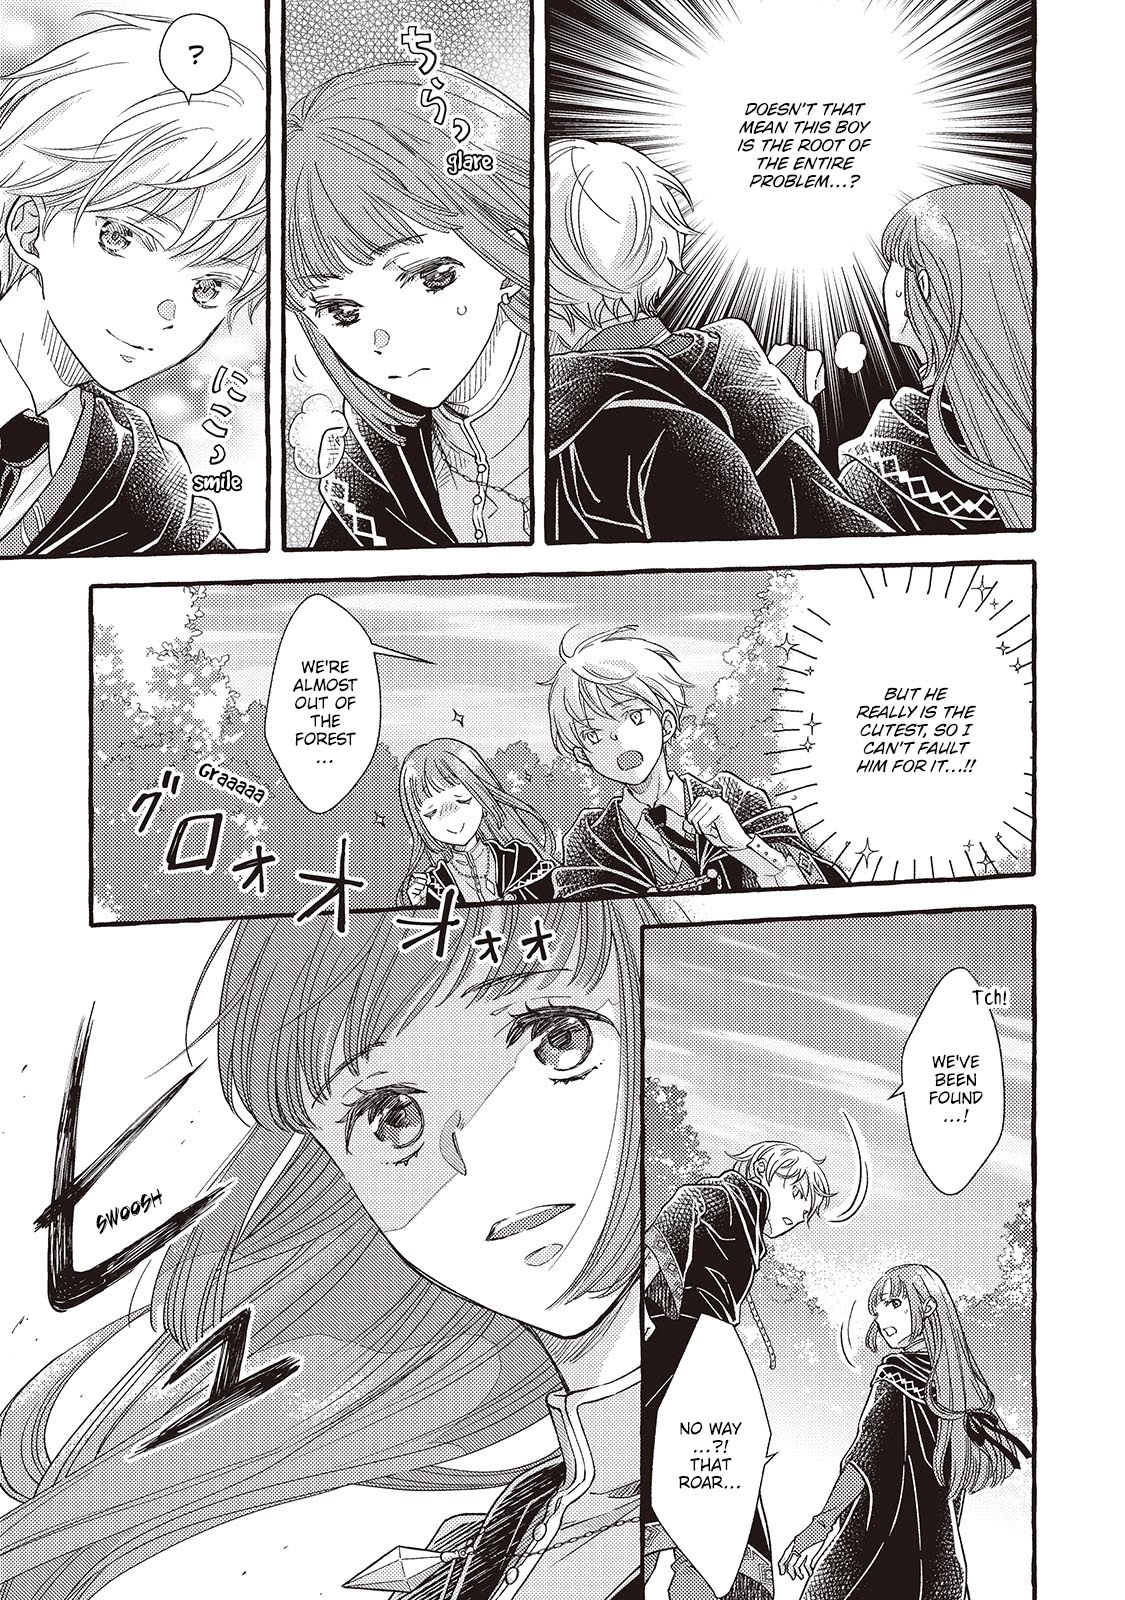 DOESN'T THAT
MEAN THIS BOY
IS THE ROOT OF
THE ENTIRE
PROBLEM...?
ちらっ
glare
?
にこっ
smile
BUT HE
REALLY IS THE
CUTEST, SO I
CAN'T FAULT
HIM FOR IT...!!
WE'RE
ALMOST
OUT OF
THE
FOREST
...
Graaaaa
グロォオオォォォ
Tch!
WE'VE
BEEN
FOUND
...!
NO WAY
...?!
THAT
ROAR...
ヒュ
SWOOSH